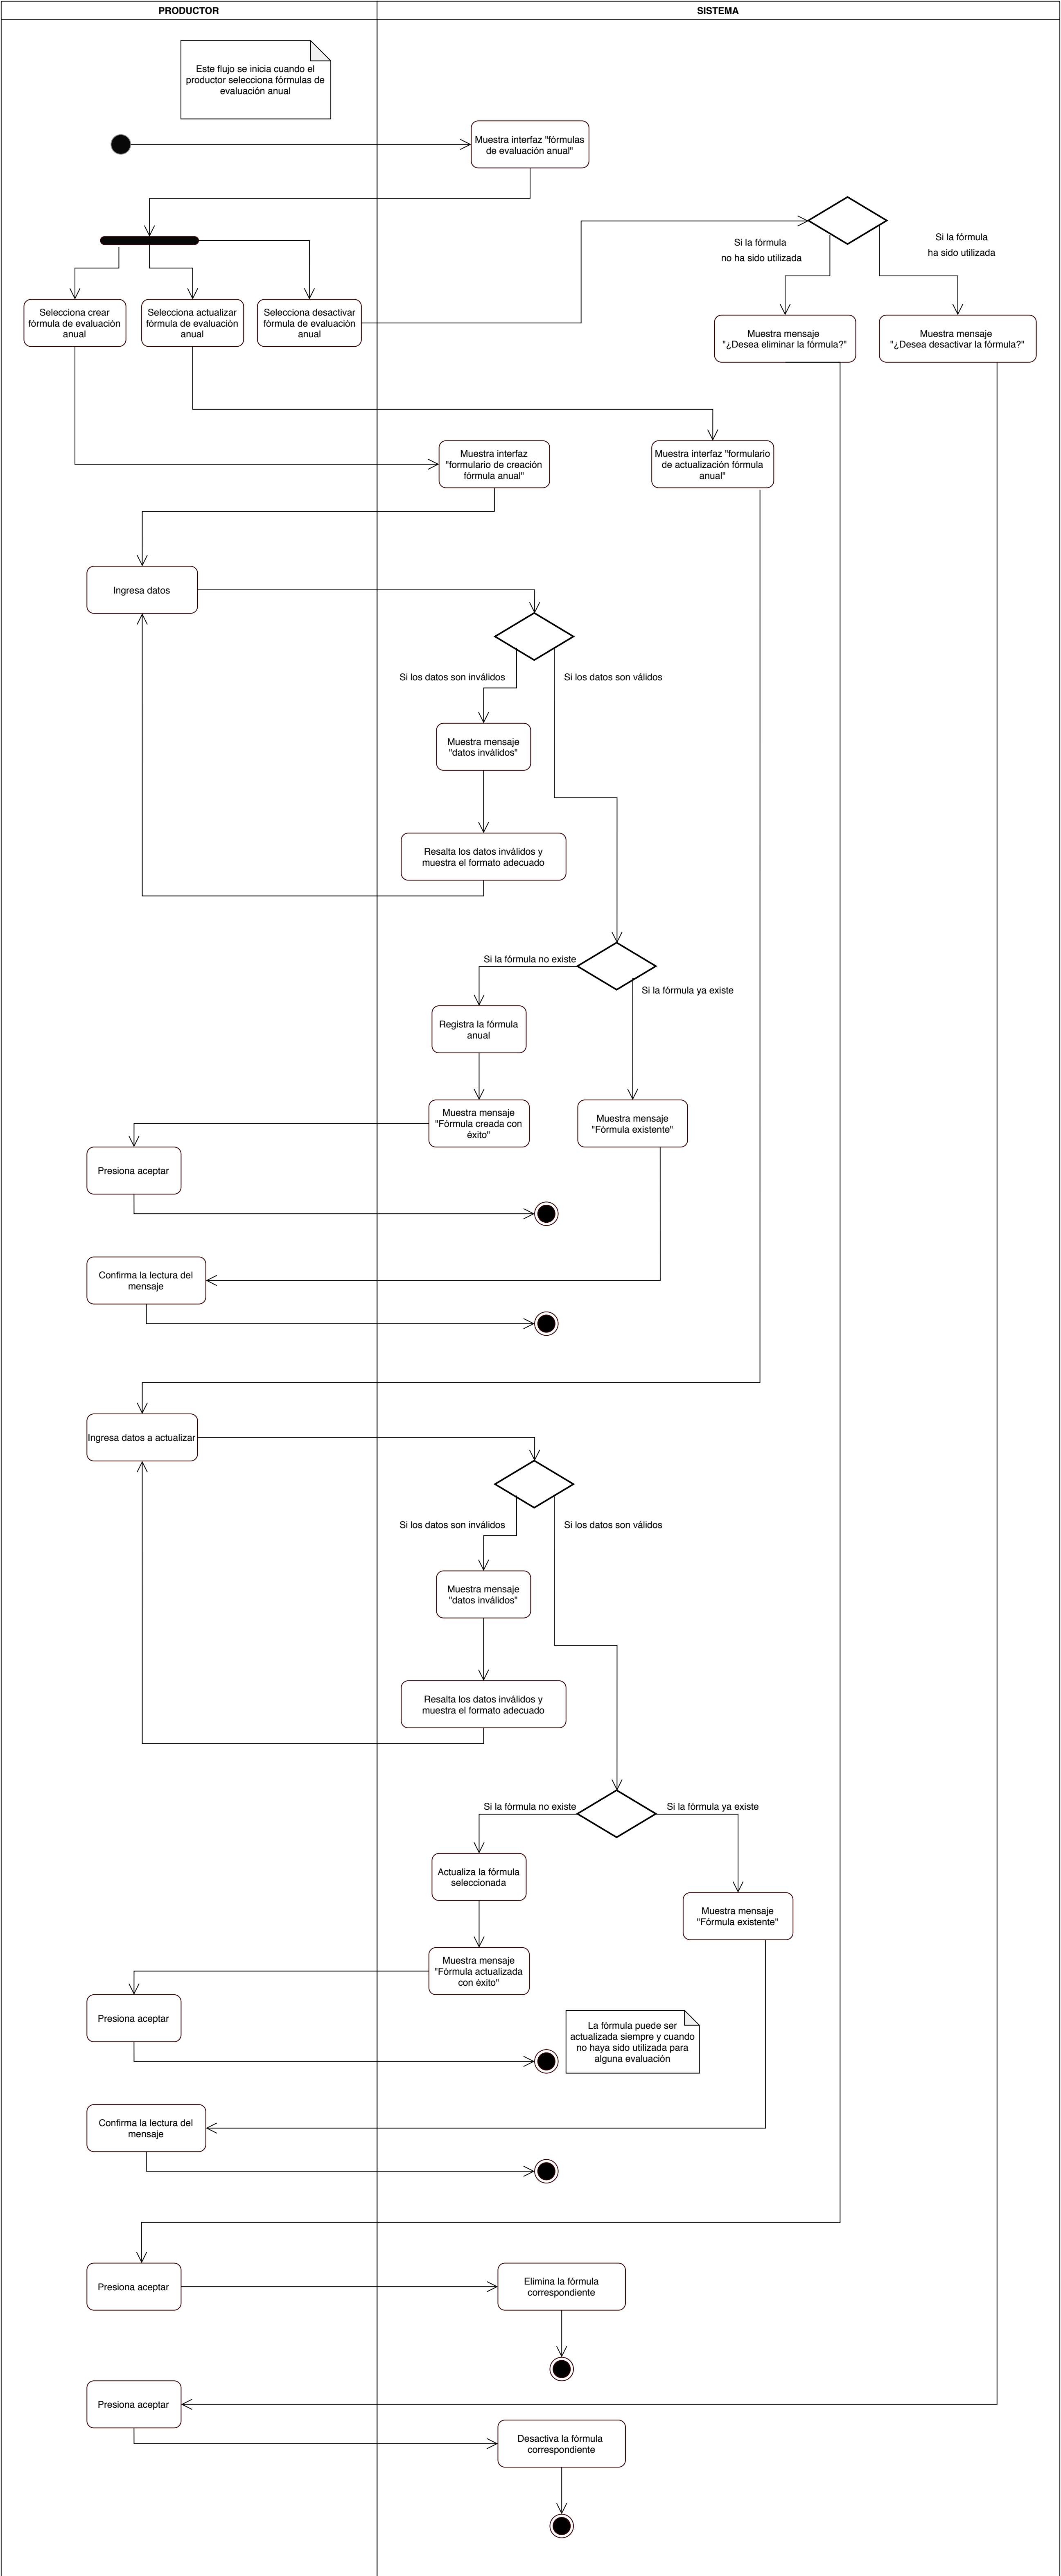 PRODUCTOR
SISTEMA
Este flujo se inicia cuando el
productor selecciona fórmulas de
evaluación anual
Muestra interfaz "fórmulas
de evaluación anual"
Si la fórmula
no ha sido utilizada
Si la fórmula
ha sido utilizada
Selecciona crear
fórmula de evaluación
anual
Selecciona actualizar
fórmula de evaluación
anual
Selecciona desactivar
fórmula de evaluación
anual
Muestra mensaje
"¿Desea eliminar la fórmula?"
Muestra mensaje
"¿Desea desactivar la fórmula?"
Muestra interfaz
"formulario de creación
fórmula anual"
Muestra interfaz "formulario
de actualización fórmula
anual"
Ingresa datos
Si los datos son inválidos
Si los datos son válidos
Muestra mensaje
"datos inválidos"
Resalta los datos inválidos y
muestra el formato adecuado
Si la fórmula no existe
Si la fórmula ya existe
Registra la fórmula
anual
Muestra mensaje
"Fórmula creada con
éxito"
Muestra mensaje
"Fórmula existente"
Presiona aceptar
Confirma la lectura del
mensaje
Ingresa datos a actualizar
Si los datos son inválidos
Si los datos son válidos
Muestra mensaje
"datos inválidos"
Resalta los datos inválidos y
muestra el formato adecuado
Si la fórmula no existe
Si la fórmula ya existe
Actualiza la fórmula
seleccionada
Muestra mensaje
"Fórmula existente"
Muestra mensaje
"Fórmula actualizada
con éxito"
Presiona aceptar
La fórmula puede ser
actualizada siempre y cuando
no haya sido utilizada para
alguna evaluación
Confirma la lectura del
mensaje
Presiona aceptar
Elimina la fórmula
correspondiente
Presiona aceptar
Desactiva la fórmula
correspondiente